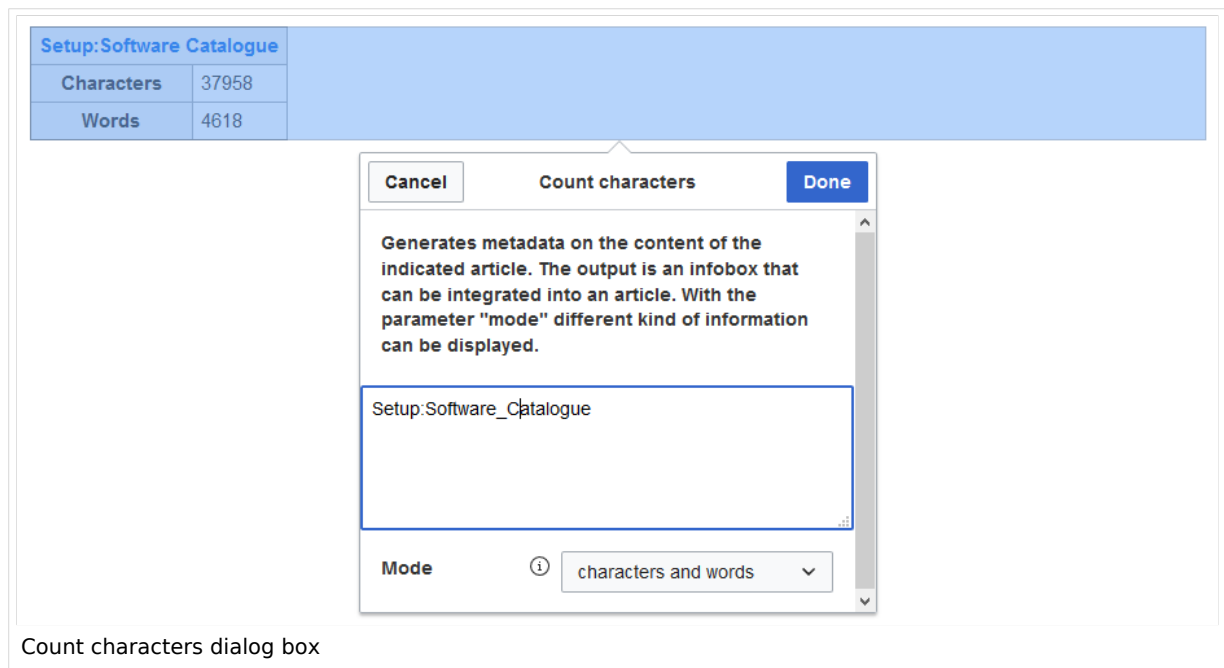 Setup:Software Catalogue
Characters 37958
Words 4618
Cancel Count characters Done
Generates metadata on the content of the
indicated article. The output is an infobox that
can be integrated into an article. With the
parameter "mode" different kind of information
can be displayed.
Setup:Software_Catalogue
Mode characters and words
Count characters dialog box